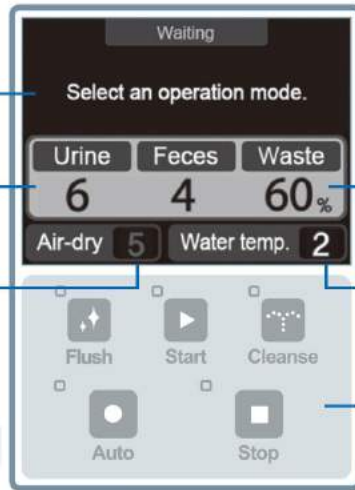 Waiting
Select an operation mode.
Urine Feces Waste
6 4 60%
Air-dry 5 Water temp. 2
Flush Start Cleanse
Auto Stop